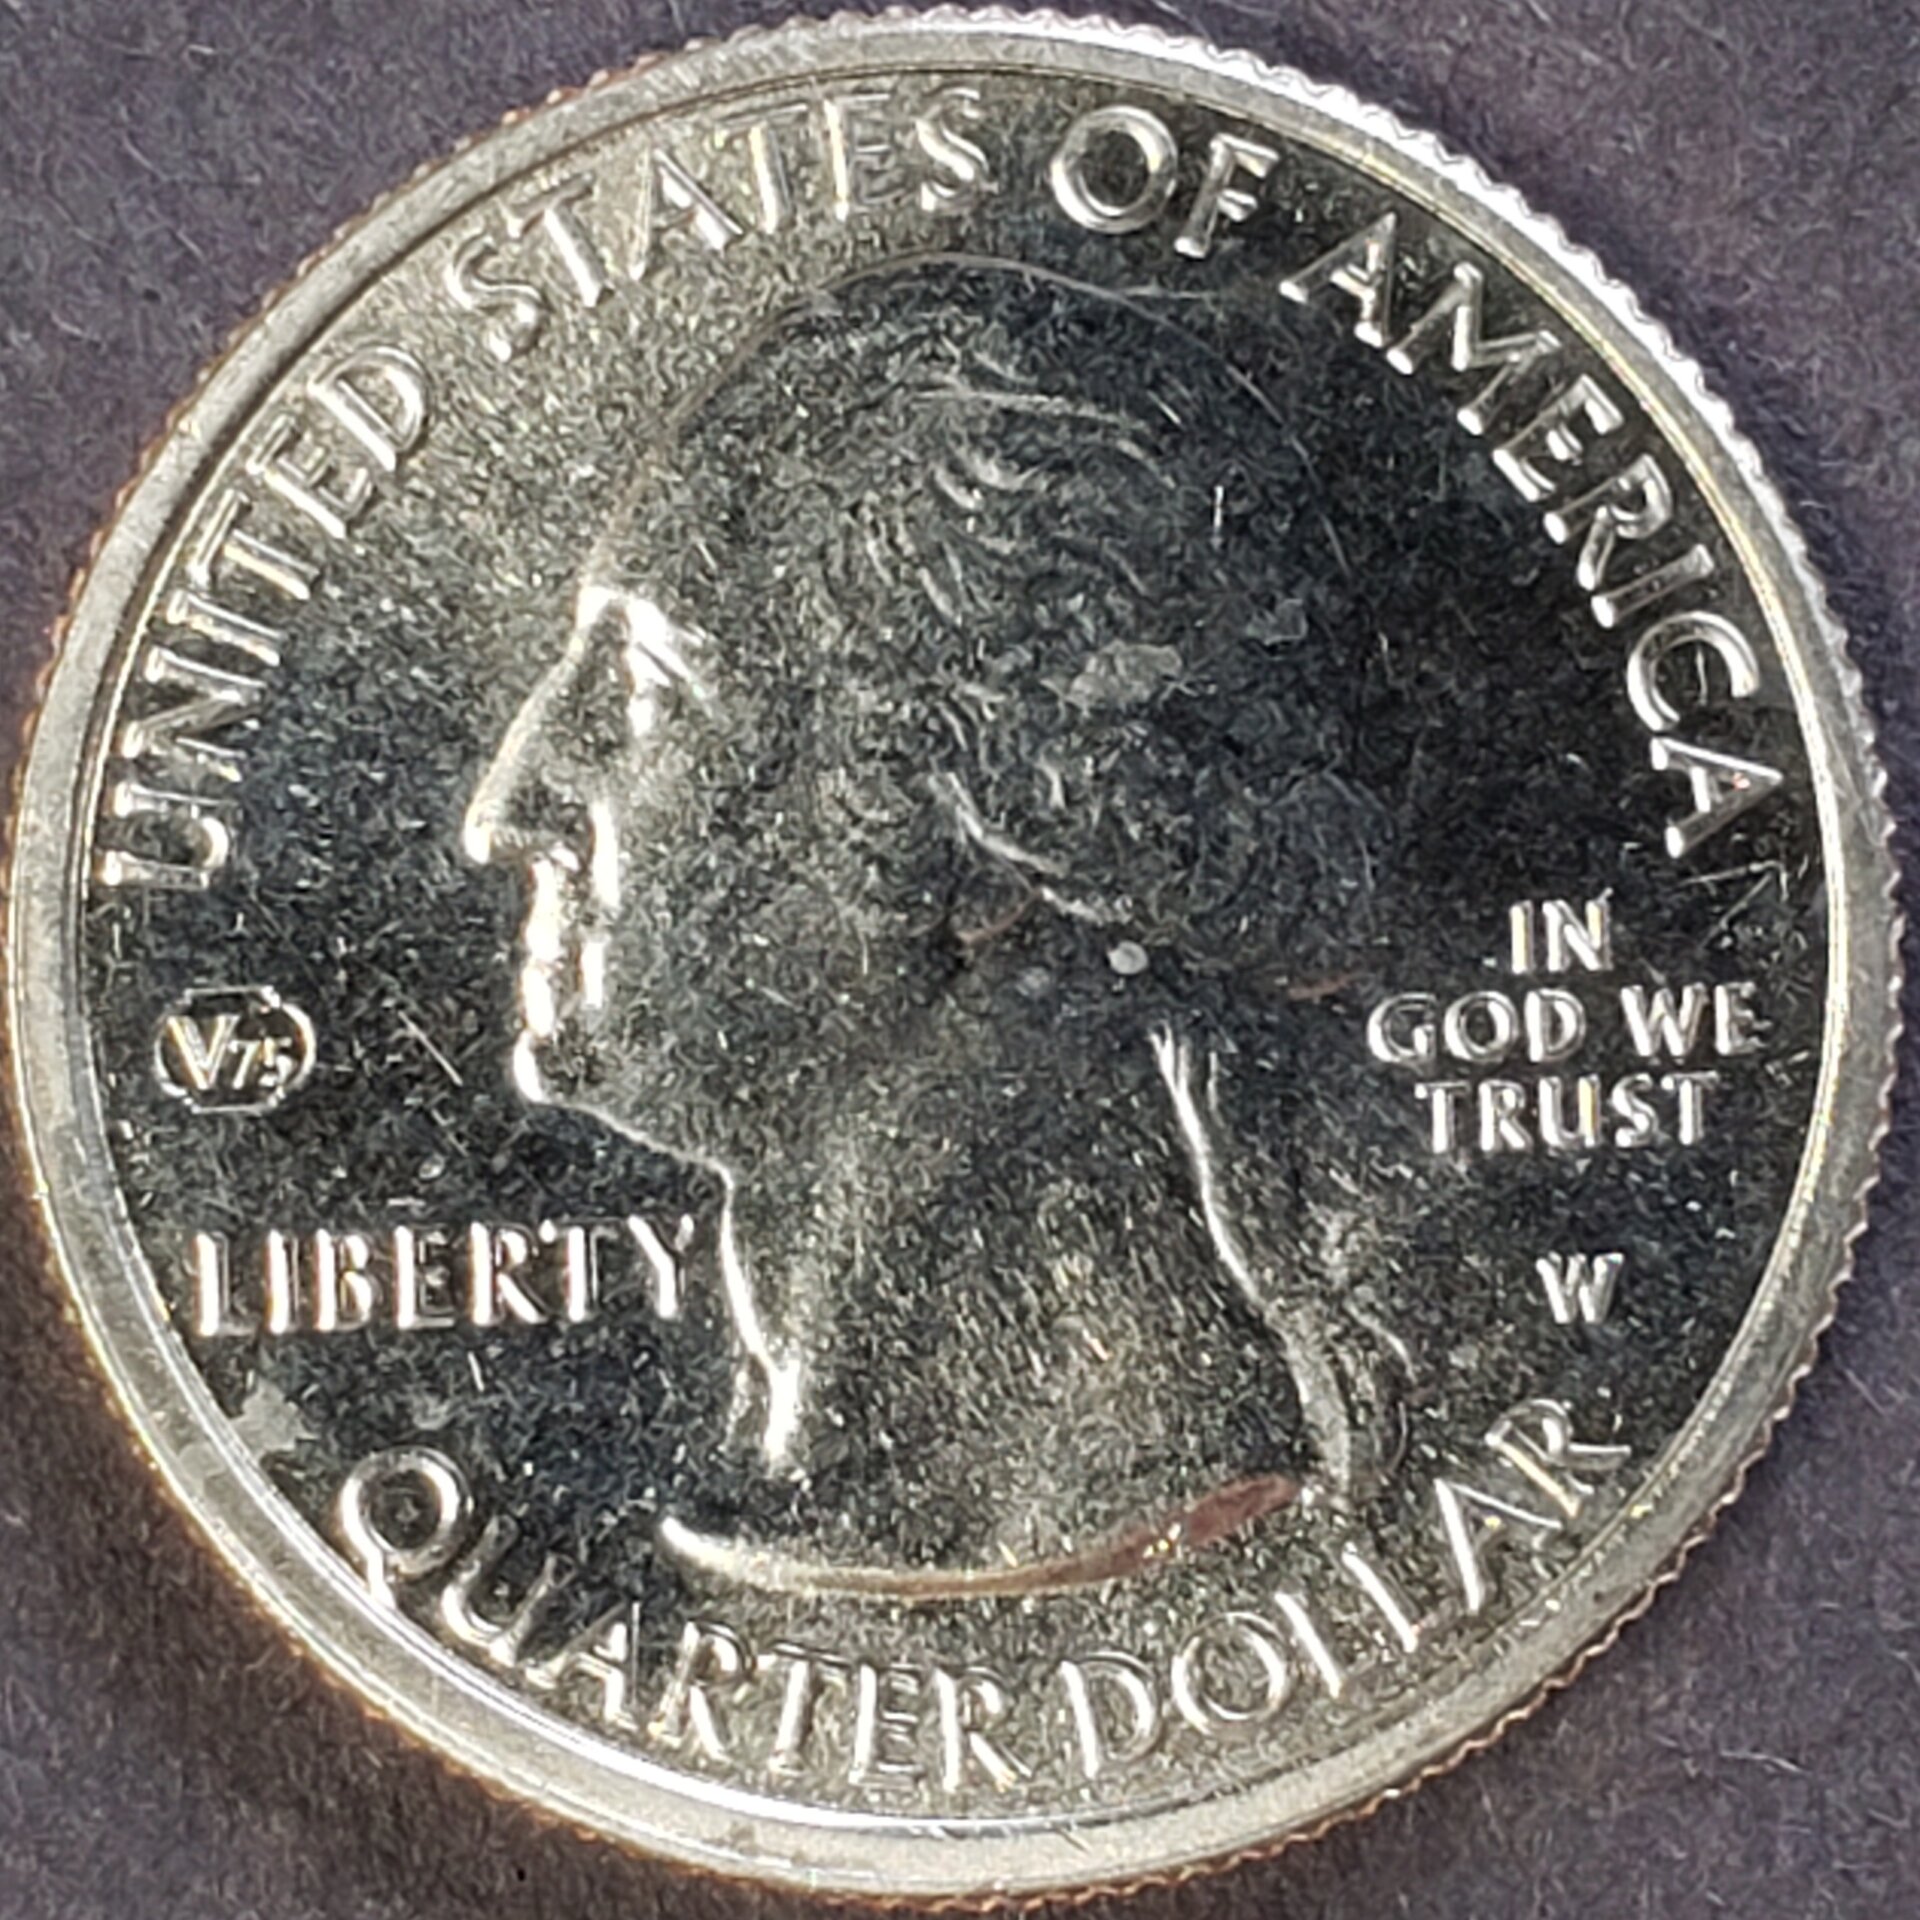 UNITED STATES OF AMERICA
IN
GOD WE
TRUST
V75
LIBERTY
W
QUARTER DOLLAR